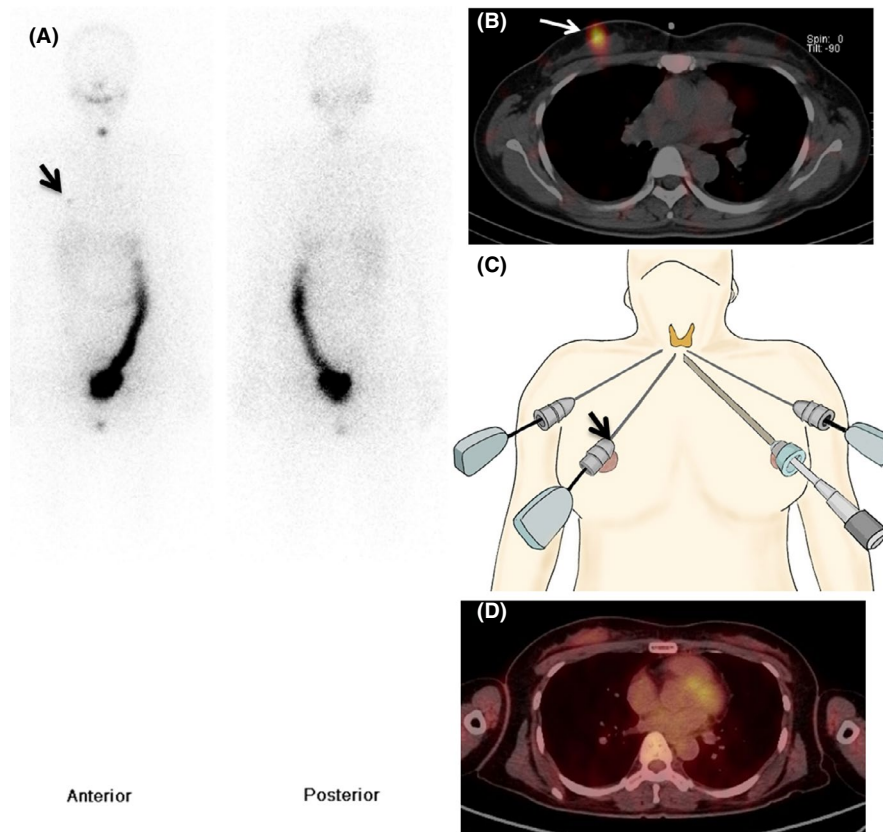 (A)
(B)
Spin: 0
Tilt: -90
(C)
(D)
Anterior
Posterior